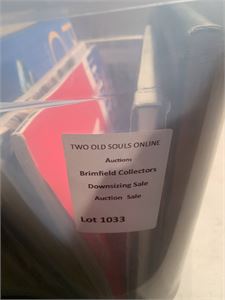 TWO OLD SOULS ONLINE
Auctions
Brimfield Collectors
Downsizing Sale
Auction Sale
Lot 1033